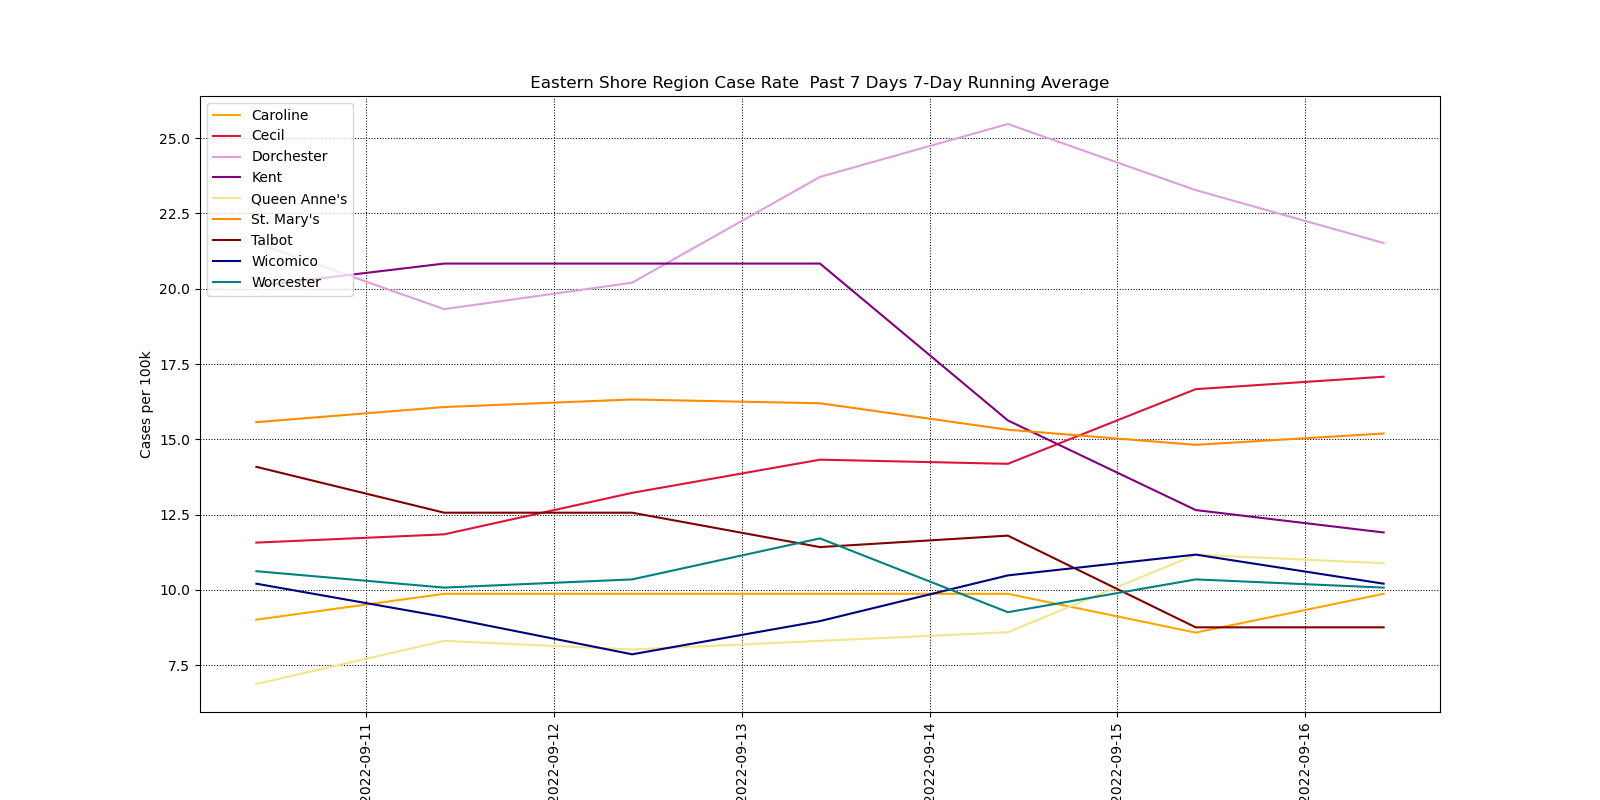 Eastern Shore Region Case Rate  Past 7 Days 7-Day Running Average
Caroline
Cecil
Dorchester
Kent
Queen Anne's
St. Mary's
Talbot
Wicomico
Worcester
25.0
22.5
20.0
17.5
15.0
12.5
10.0
7.5
Cases per 100k
2022-09-11
2022-09-12
2022-09-13
2022-09-14
2022-09-15
2022-09-16